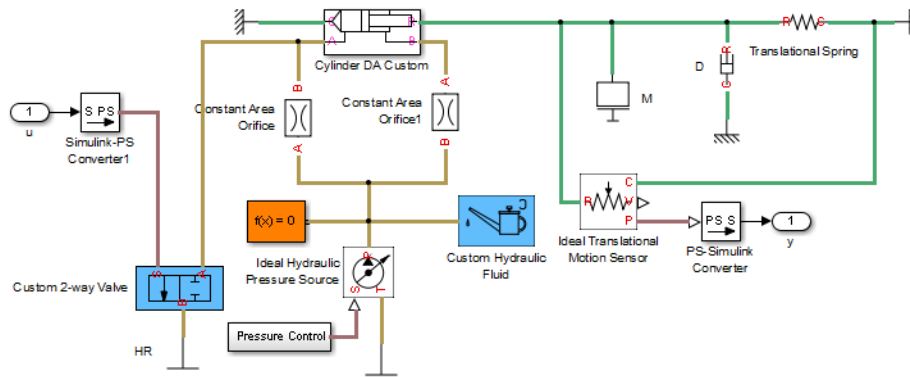 C R
A B
Cylinder DA Custom
R C
Translational Spring
B
A
Constant Area
Orifice
A
B
Constant Area
Orifice1
M
D
R
C
1
u
S PS
Simulink-PS
Converter1
f(x) = 0
Custom Hydraulic
Fluid
Ideal Hydraulic
Pressure Source
P
S T
C
R V
P
Ideal Translational
Motion Sensor
PS S
PS-Simulink
Converter
1
y
Custom 2-way Valve
S A
B
Pressure Control
HR